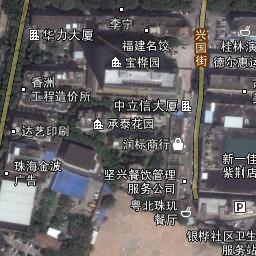 李宁
华力大厦
福建名饺
兴国街
桂林演
德尔惠运
宝桦园
香洲
工程造价所
中立信大厦
承泰花园
达艺印刷
润标商行
新一佳
紫荆店
珠海金波
广告
坚兴餐饮管理
服务公司
粤北珠玑
餐厅
P
银桦社区卫生
服务站